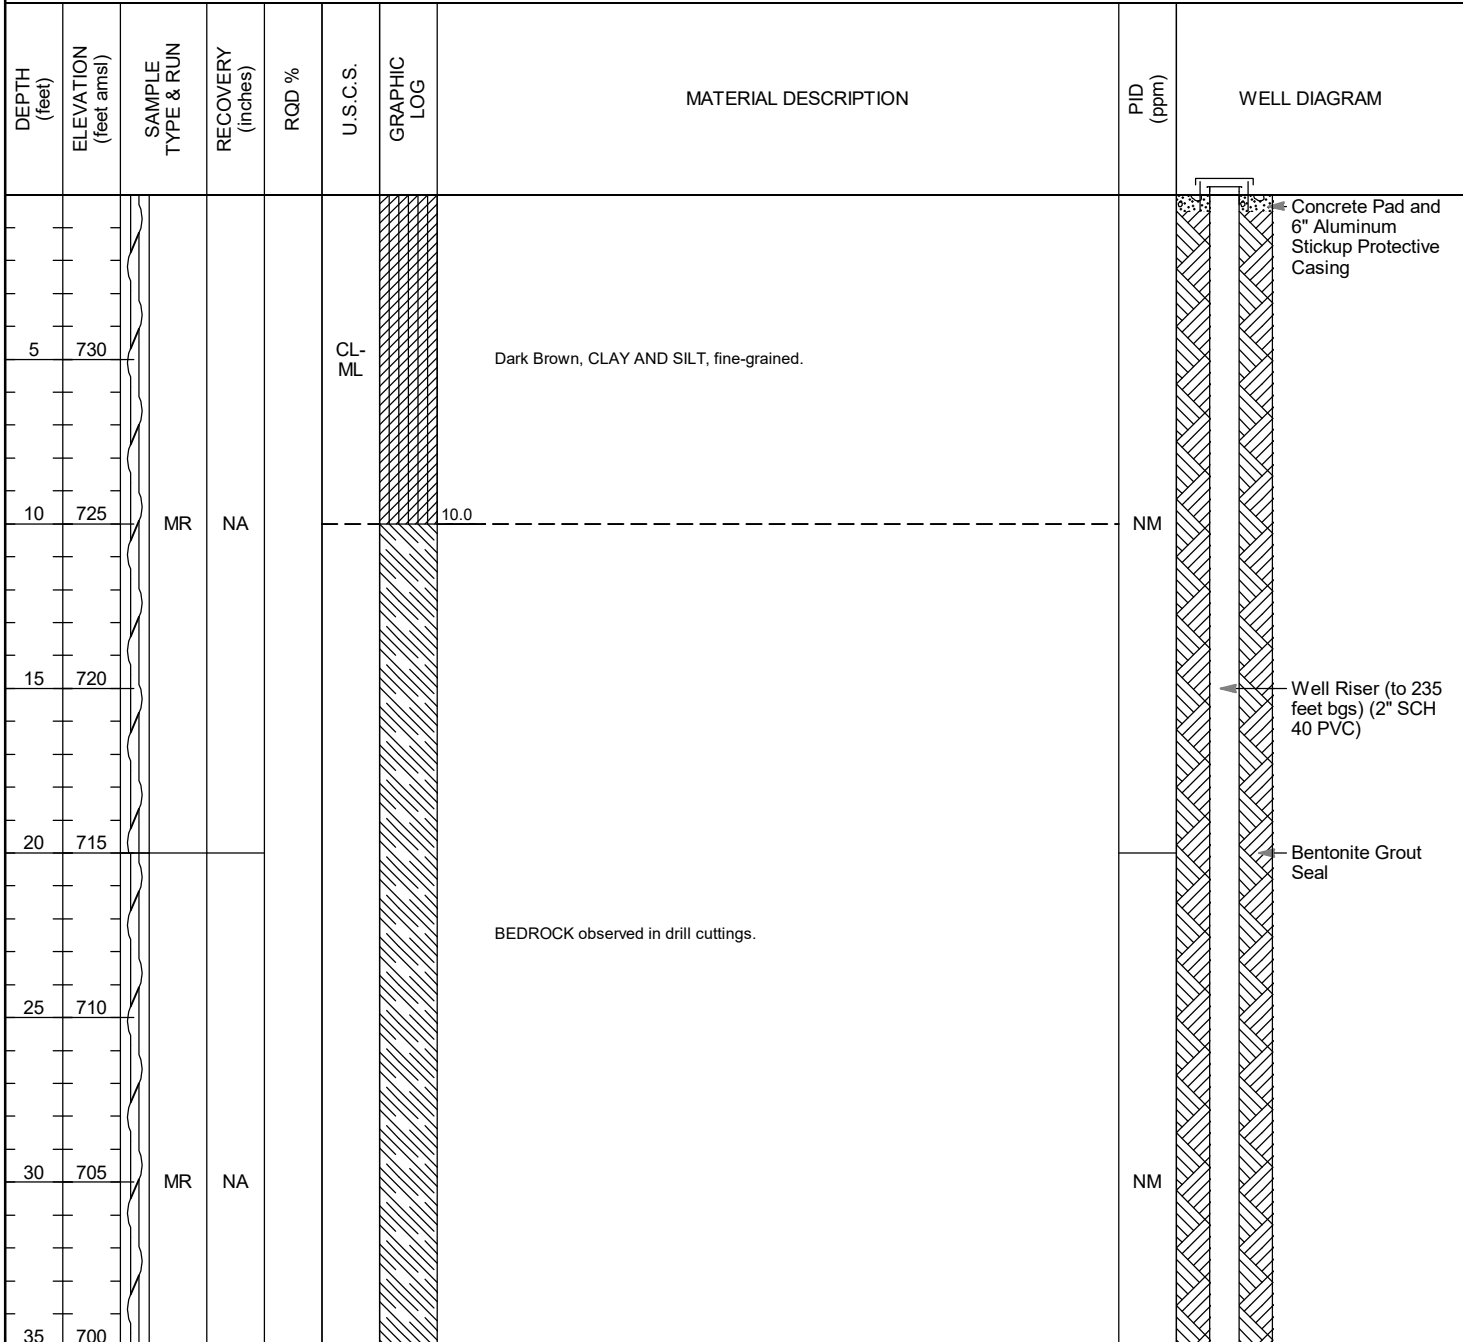 DEPTH
(feet)
ELEVATION
(feet amsl)
SAMPLE
TYPE & RUN
RECOVERY
(inches)
RQD %
U.S.C.S.
GRAPHIC
LOG
MATERIAL DESCRIPTION
PID
(ppm)
WELL DIAGRAM
Concrete Pad and
6" Aluminum
Stickup Protective
Casing
5 730
CL-
ML
Dark Brown, CLAY AND SILT, fine-grained.
10 725 MR NA 10.0 NM
15 720
Well Riser (to 235
feet bgs) (2" SCH
40 PVC)
20 715
Bentonite Grout
Seal
BEDROCK observed in drill cuttings.
25 710
30 705 MR NA NM
35 700